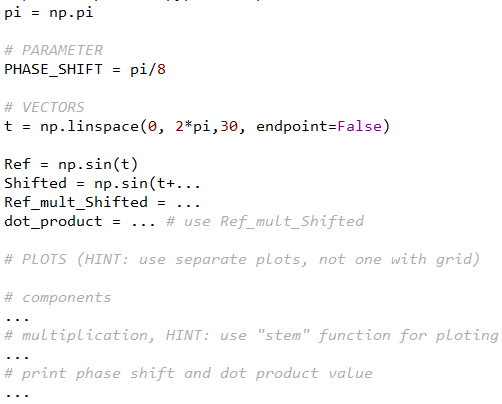 pi = np.pi
# PARAMETER
PHASE_SHIFT = pi/8
# VECTORS
t = np.linspace(0, 2*pi,30, endpoint=False)
Ref = np.sin(t)
Shifted = np.sin(t+...
Ref_mult_Shifted = ...
dot_product = ... # use Ref_mult_Shifted
# PLOTS (HINT: use separate plots, not one with grid)
# components
...
# multiplication, HINT: use "stem" function for ploting
...
# print phase shift and dot product value
...